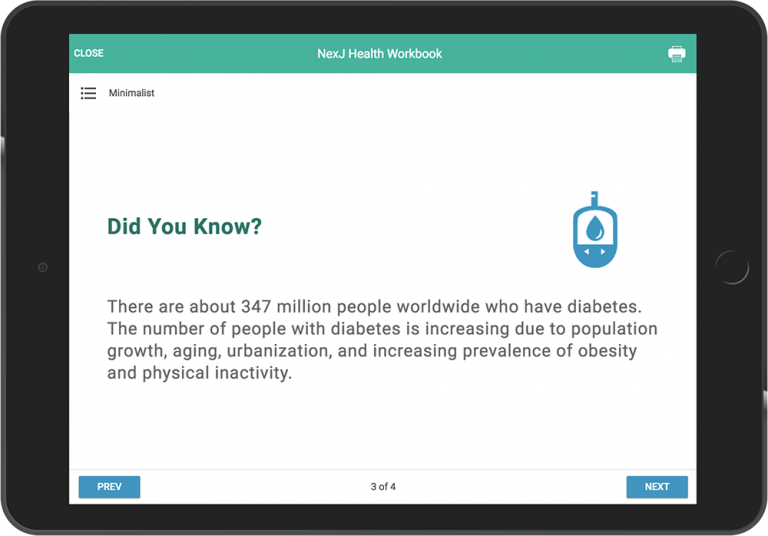 CLOSE
NexJ Health Workbook
Minimalist
Did You Know?
There are about 347 million people worldwide who have diabetes.
The number of people with diabetes is increasing due to population
growth, aging, urbanization, and increasing prevalence of obesity
and physical inactivity.
PREV
3 of 4
NEXT